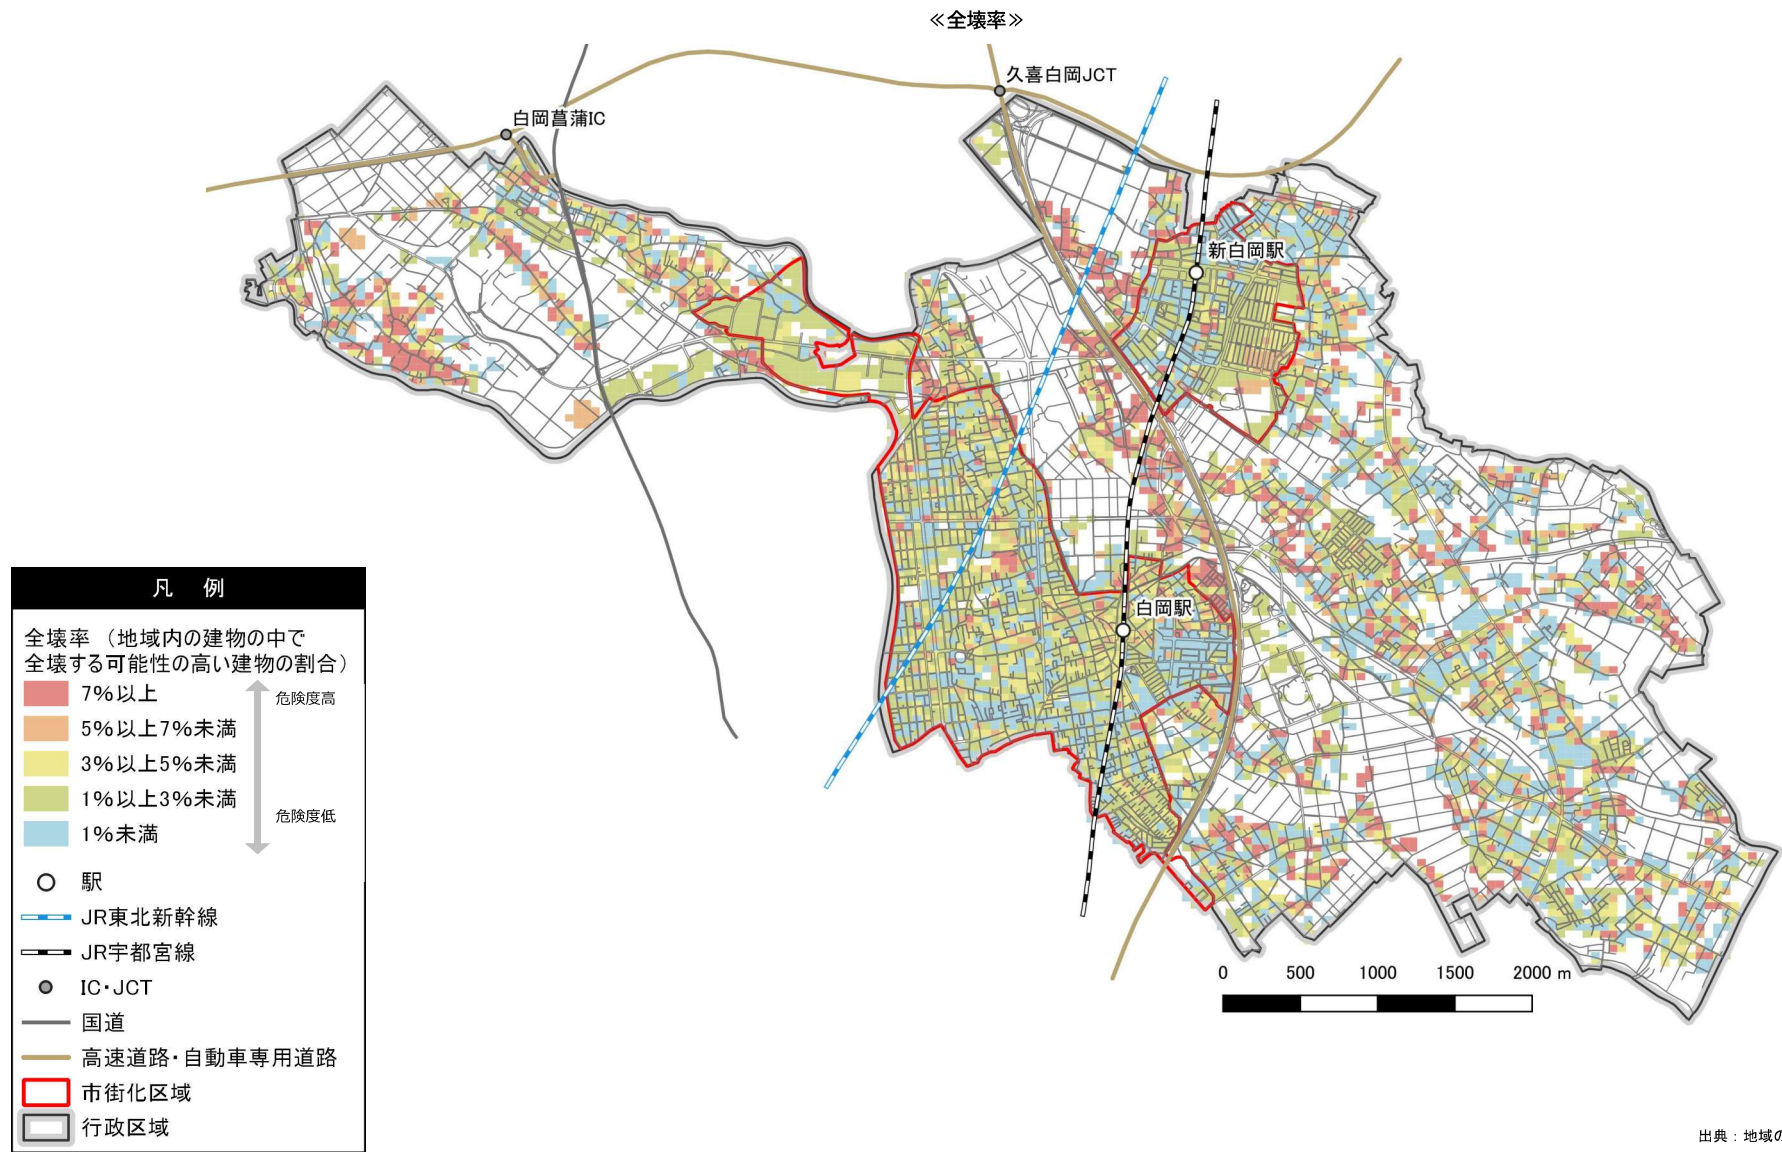 ≪全壊率≫
久喜白岡JCT
白岡菖蒲IC
新白岡駅
白岡駅
凡 例
全壊率 （地域内の建物の中で
全壊する可能性の高い建物の割合）
7%以上
危険度高
5%以上7%未満
3%以上5%未満
1%以上3%未満
危険度低
1%未満
駅
JR東北新幹線
JR宇都宮線
IC・JCT
国道
高速道路・自動車専用道路
市街化区域
行政区域
0 500 1000 1500 2000 m
出典：地域の